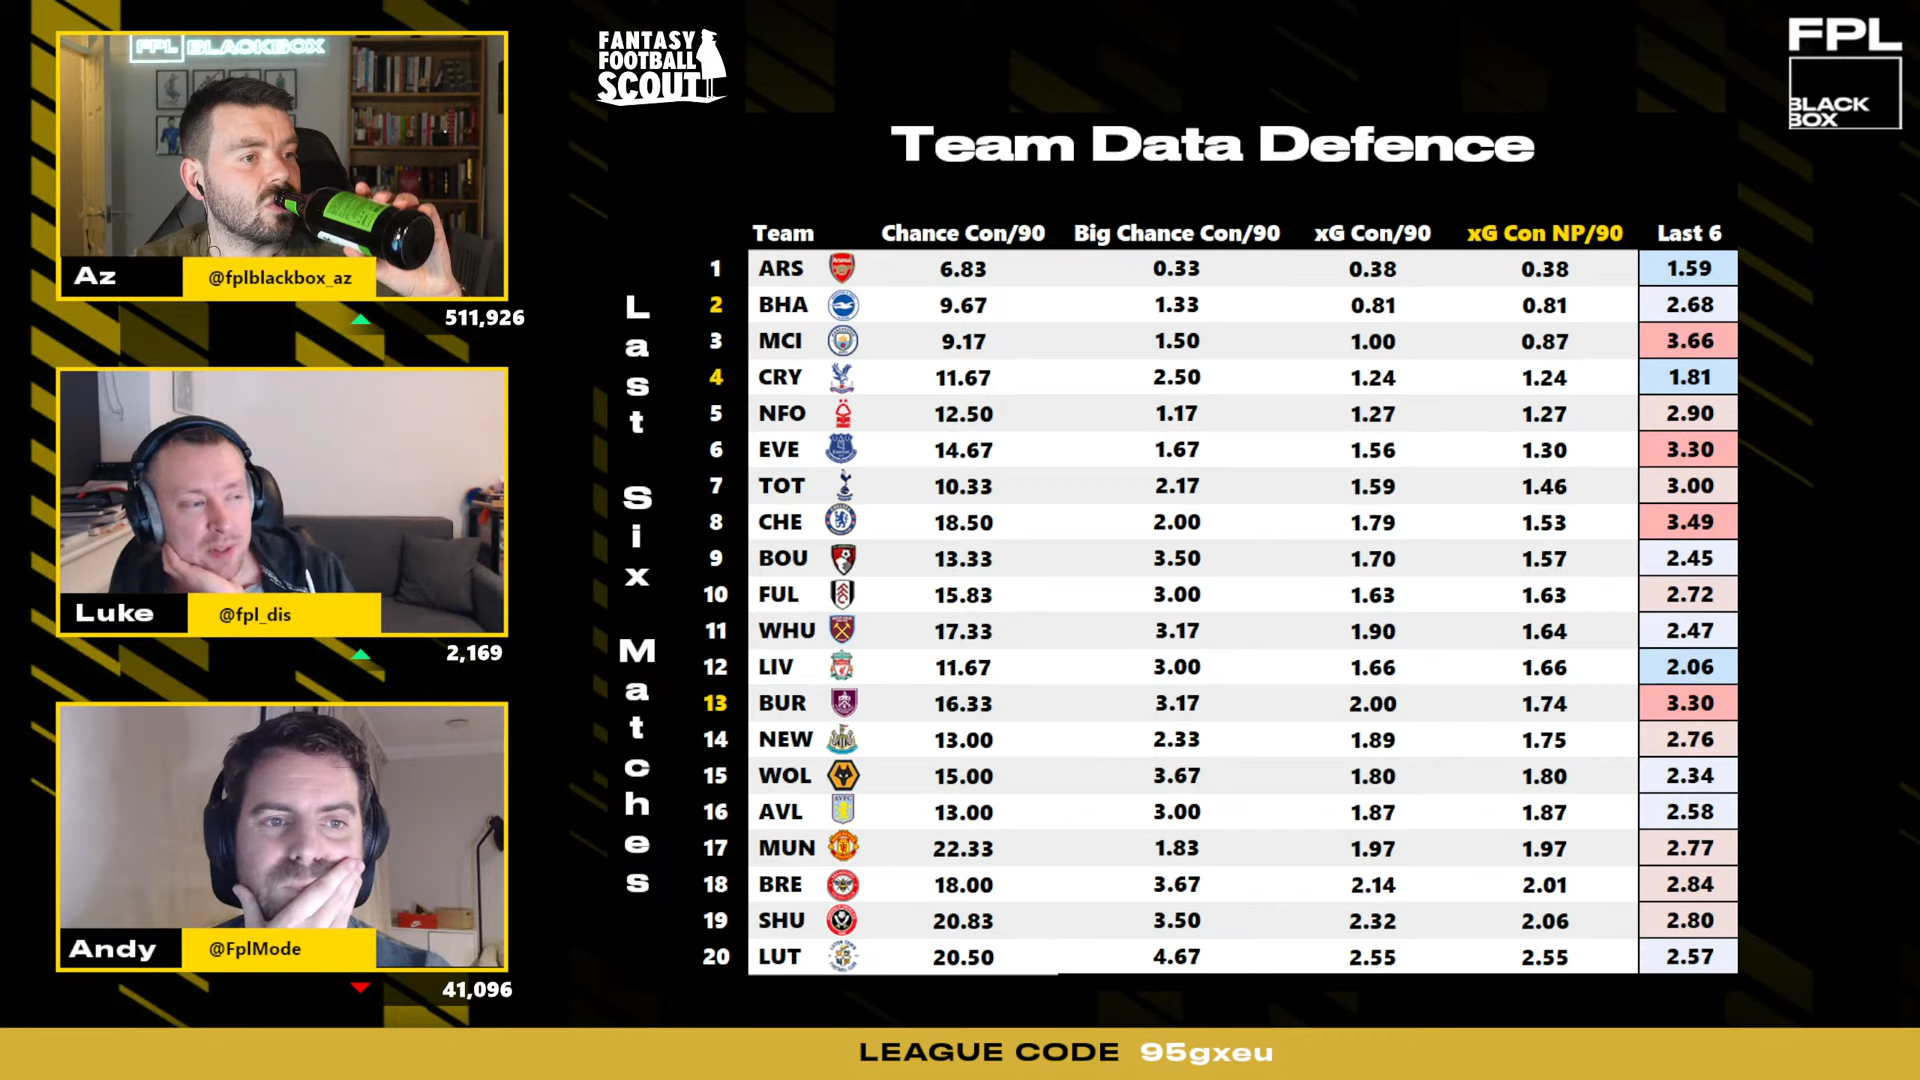 FPL BLACKBOX
Az
@fplblackbox_az
511,926
Luke
@fpl_dis
2,169
Andy
@FplMode
41,096
FANTASY
FOOTBALL
SCOUT
FPL
BLACK
BOX
Team Data Defence
Last Six Matches
Team Chance Con/90 Big Chance Con/90 xG Con/90 xG Con NP/90 Last 6
1 ARS 6.83 0.33 0.38 0.38 1.59
2 BHA 9.67 1.33 0.81 0.81 2.68
3 MCI 9.17 1.50 1.00 0.87 3.66
4 CRY 11.67 2.50 1.24 1.24 1.81
5 NFO 12.50 1.17 1.27 1.27 2.90
6 EVE 14.67 1.67 1.56 1.30 3.30
7 TOT 10.33 2.17 1.59 1.46 3.00
8 CHE 18.50 2.00 1.79 1.53 3.49
9 BOU 13.33 3.50 1.70 1.57 2.45
10 FUL 15.83 3.00 1.63 1.63 2.72
11 WHU 17.33 3.17 1.90 1.64 2.47
12 LIV 11.67 3.00 1.66 1.66 2.06
13 BUR 16.33 3.17 2.00 1.74 3.30
14 NEW 13.00 2.33 1.89 1.75 2.76
15 WOL 15.00 3.67 1.80 1.80 2.34
16 AVL 13.00 3.00 1.87 1.87 2.58
17 MUN 22.33 1.83 1.97 1.97 2.77
18 BRE 18.00 3.67 2.14 2.01 2.84
19 SHU 20.83 3.50 2.32 2.06 2.80
20 LUT 20.50 4.67 2.55 2.55 2.57
LEAGUE CODE 95gxeu